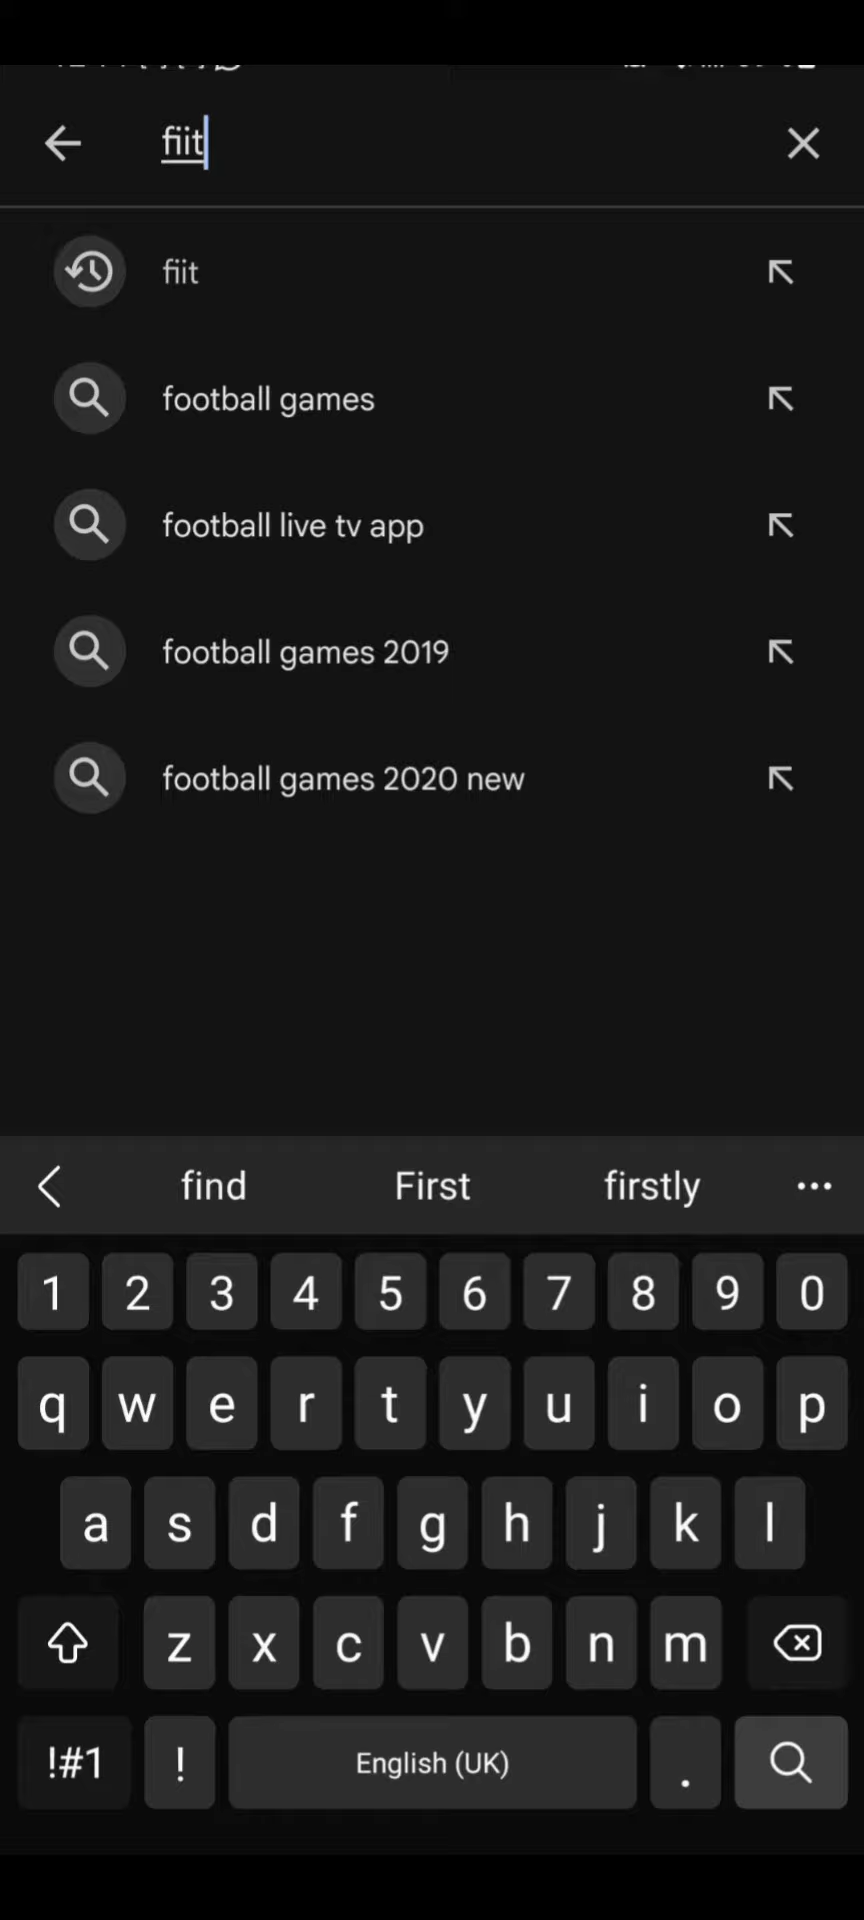 fiit
fiit
football games
football live tv app
football games 2019
football games 2020 new
find First firstly ...
1 2 3 4 5 6 7 8 9 0
q w e r t y u i o p
a s d f g h j k l
z x c v b n m
!#1 ! English (UK) .